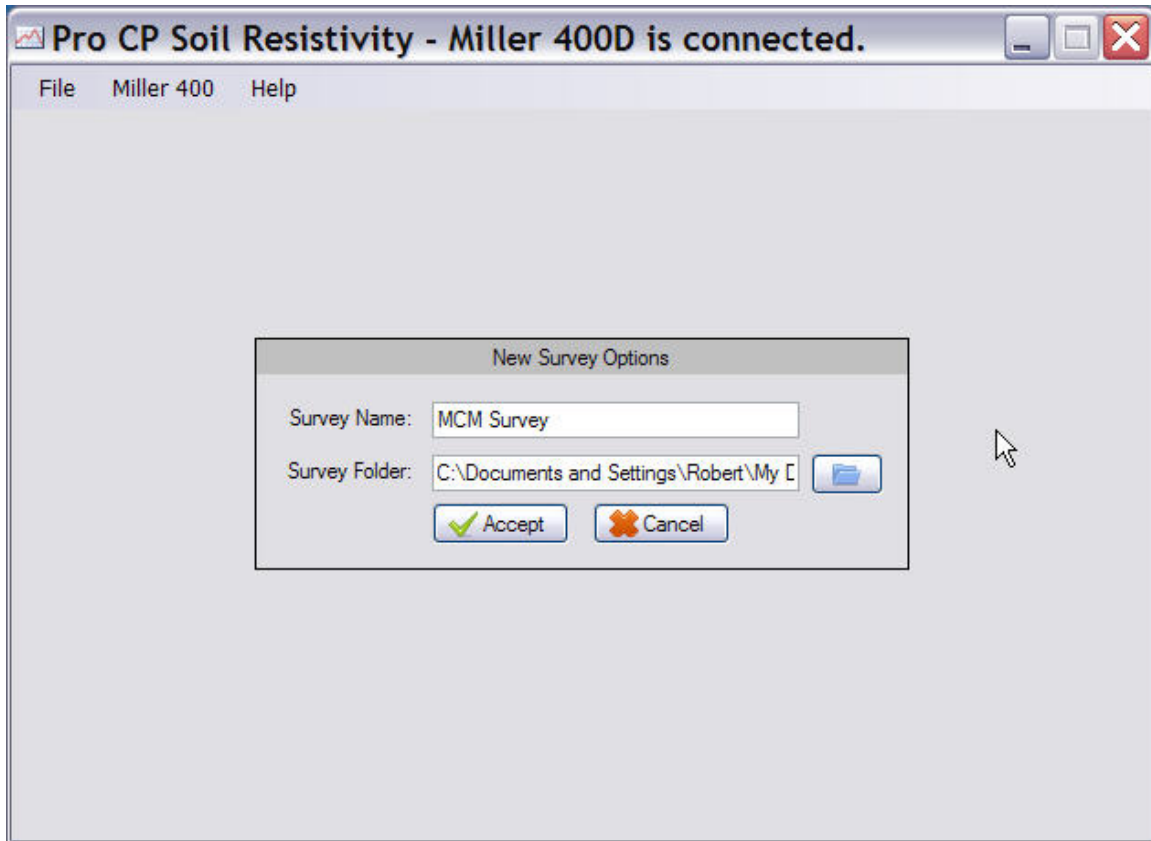 Pro CP Soil Resistivity - Miller 400D is connected.
File Miller 400 Help
New Survey Options
Survey Name: MCM Survey
Survey Folder: C:\Documents and Settings\Robert\My D
Accept Cancel